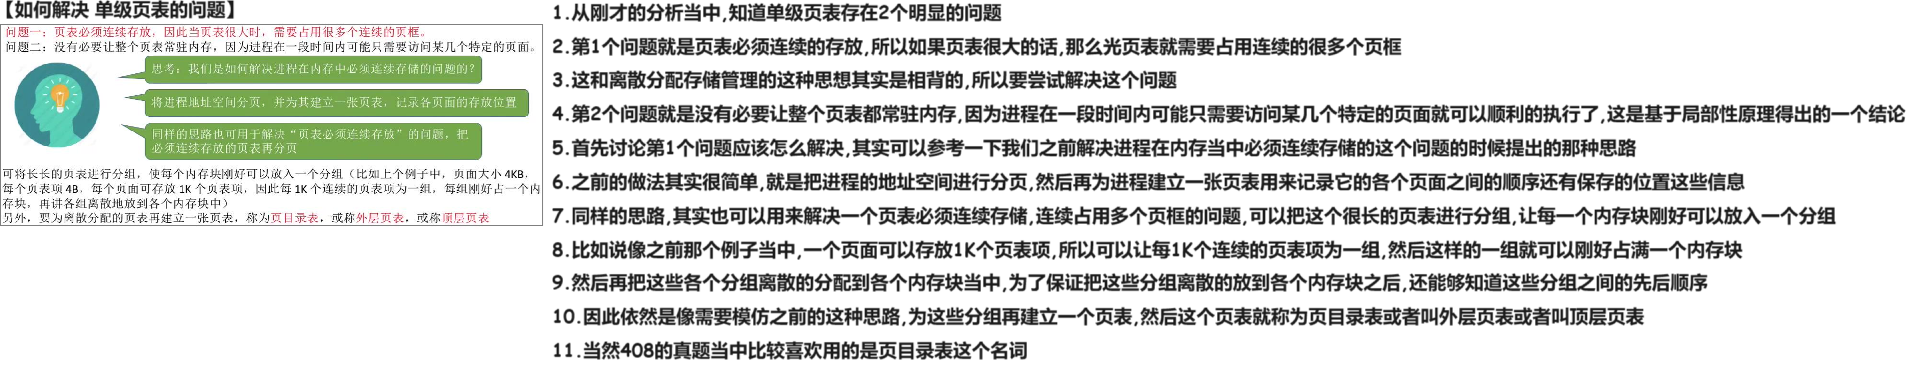 【如何解决 单级页表的问题】
问题一：页表必须连续存放，因此当页表很大时，需要占用很多个连续的页框。
问题二：没有必要让整个页表常驻内存，因为进程在一段时间内可能只需要访问某几个特定的页面。
思考：我们是如何解决进程在内存中必须连续存储的问题的？
将进程地址空间分页，并为其建立一张页表，记录各页面的存放位置
同样的思路也可用于解决“页表必须连续存放”的问题，把
必须连续存放的页表再分页
可将长长的页表进行分组，使每个内存块刚好可以放入一个分组（比如上个例子中，页面大小 4KB，
每个页表项 4B，每个页面可存放 1K 个页表项，因此每 1K 个连续的页表项为一组，每组刚好占一个内
存块，再讲各组离散地放到各个内存块中）
另外，要为离散分配的页表再建立一张页表，称为页目录表，或称外层页表，或称顶层页表
1.从刚才的分析当中,知道单级页表存在2个明显的问题
2.第1个问题就是页表必须连续的存放,所以如果页表很大的话,那么光页表就需要占用连续的很多个页框
3.这和离散分配存储管理的这种思想其实是相背的,所以要尝试解决这个问题
4.第2个问题就是没有必要让整个页表都常驻内存,因为进程在一段时间内可能只需要访问某几个特定的页面就可以顺利的执行了,这是基于局部性原理得出的一个结论
5.首先讨论第1个问题应该怎么解决,其实可以参考一下我们之前解决进程在内存当中必须连续存储的这个问题的时候提出的那种思路
6.之前的做法其实很简单,就是把进程的地址空间进行分页,然后再为进程建立一张页表用来记录它的各个页面之间的顺序还有保存的位置这些信息
7.同样的思路,其实也可以用来解决一个页表必须连续存储,连续占用多个页框的问题,可以把这个很长的页表进行分组,让每一个内存块刚好可以放入一个分组
8.比如说像之前那个例子当中,一个页面可以存放1K个页表项,所以可以让每1K个连续的页表项为一组,然后这样的一组就可以刚好占满一个内存块
9.然后再把这些各个分组离散的分配到各个内存块当中,为了保证把这些分组离散的放到各个内存块之后,还能够知道这些分组之间的先后顺序
10.因此依然是像需要模仿之前的这种思路,为这些分组再建立一个页表,然后这个页表就称为页目录表或者叫外层页表或者叫顶层页表
11.当然408的真题当中比较喜欢用的是页目录表这个名词